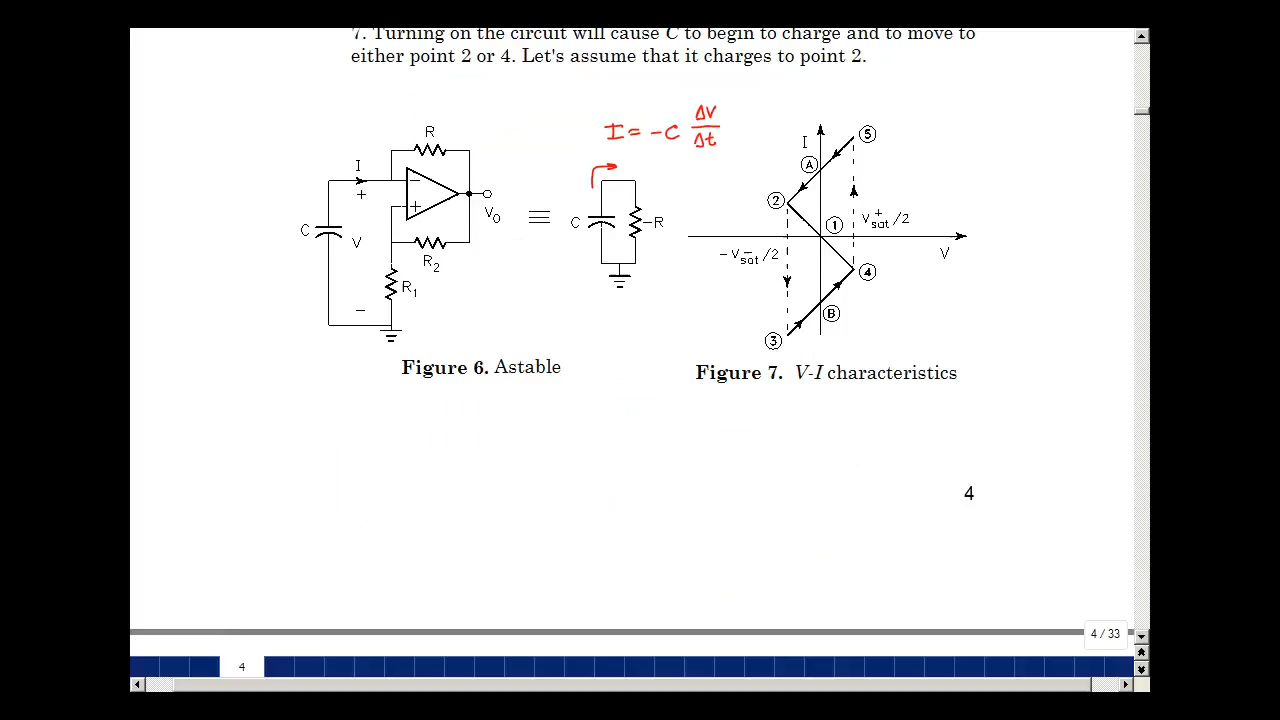 7. Turning on the circuit will cause C to begin to charge and to move to
either point 2 or 4. Let's assume that it charges to point 2.
I = -C ΔV/Δt
R
I
+
−
+
C
V
V0
R2
R1
−
≡
C
−R
I
5
A
2
1
V+sat/2
−V−sat/2
V
4
B
3
Figure 6. Astable
Figure 7. V-I characteristics
4
4 / 33
4